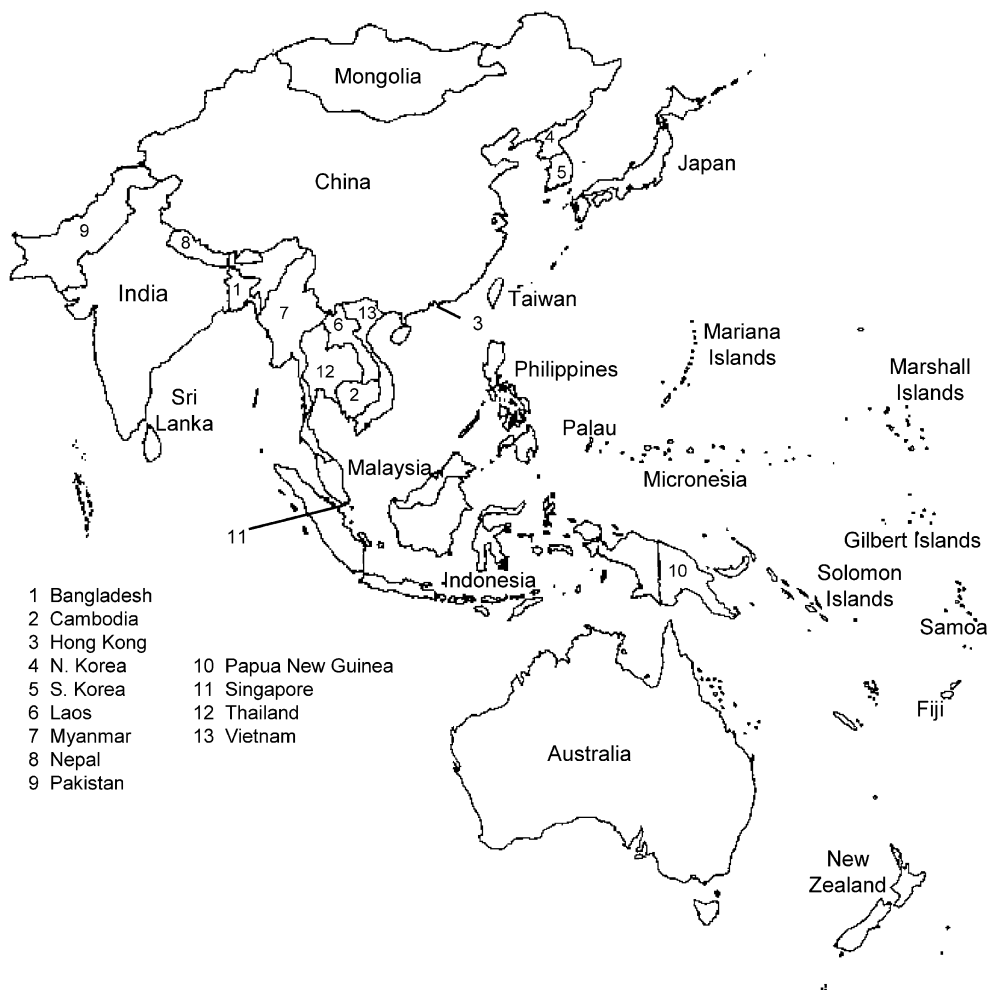 Mongolia
4
Japan
5
China
9
8
India
1
Taiwan
7
13
6
3
Mariana
Islands
12
Philippines
Marshall
Islands
2
Sri
Lanka
Palau
Malaysia
Micronesia
11
Gilbert Islands
Indonesia
10
Solomon
Islands
Samoa
1 Bangladesh
2 Cambodia
3 Hong Kong
4 N. Korea
5 S. Korea
6 Laos
7 Myanmar
8 Nepal
9 Pakistan
10 Papua New Guinea
11 Singapore
12 Thailand
13 Vietnam
Fiji
Australia
New
Zealand